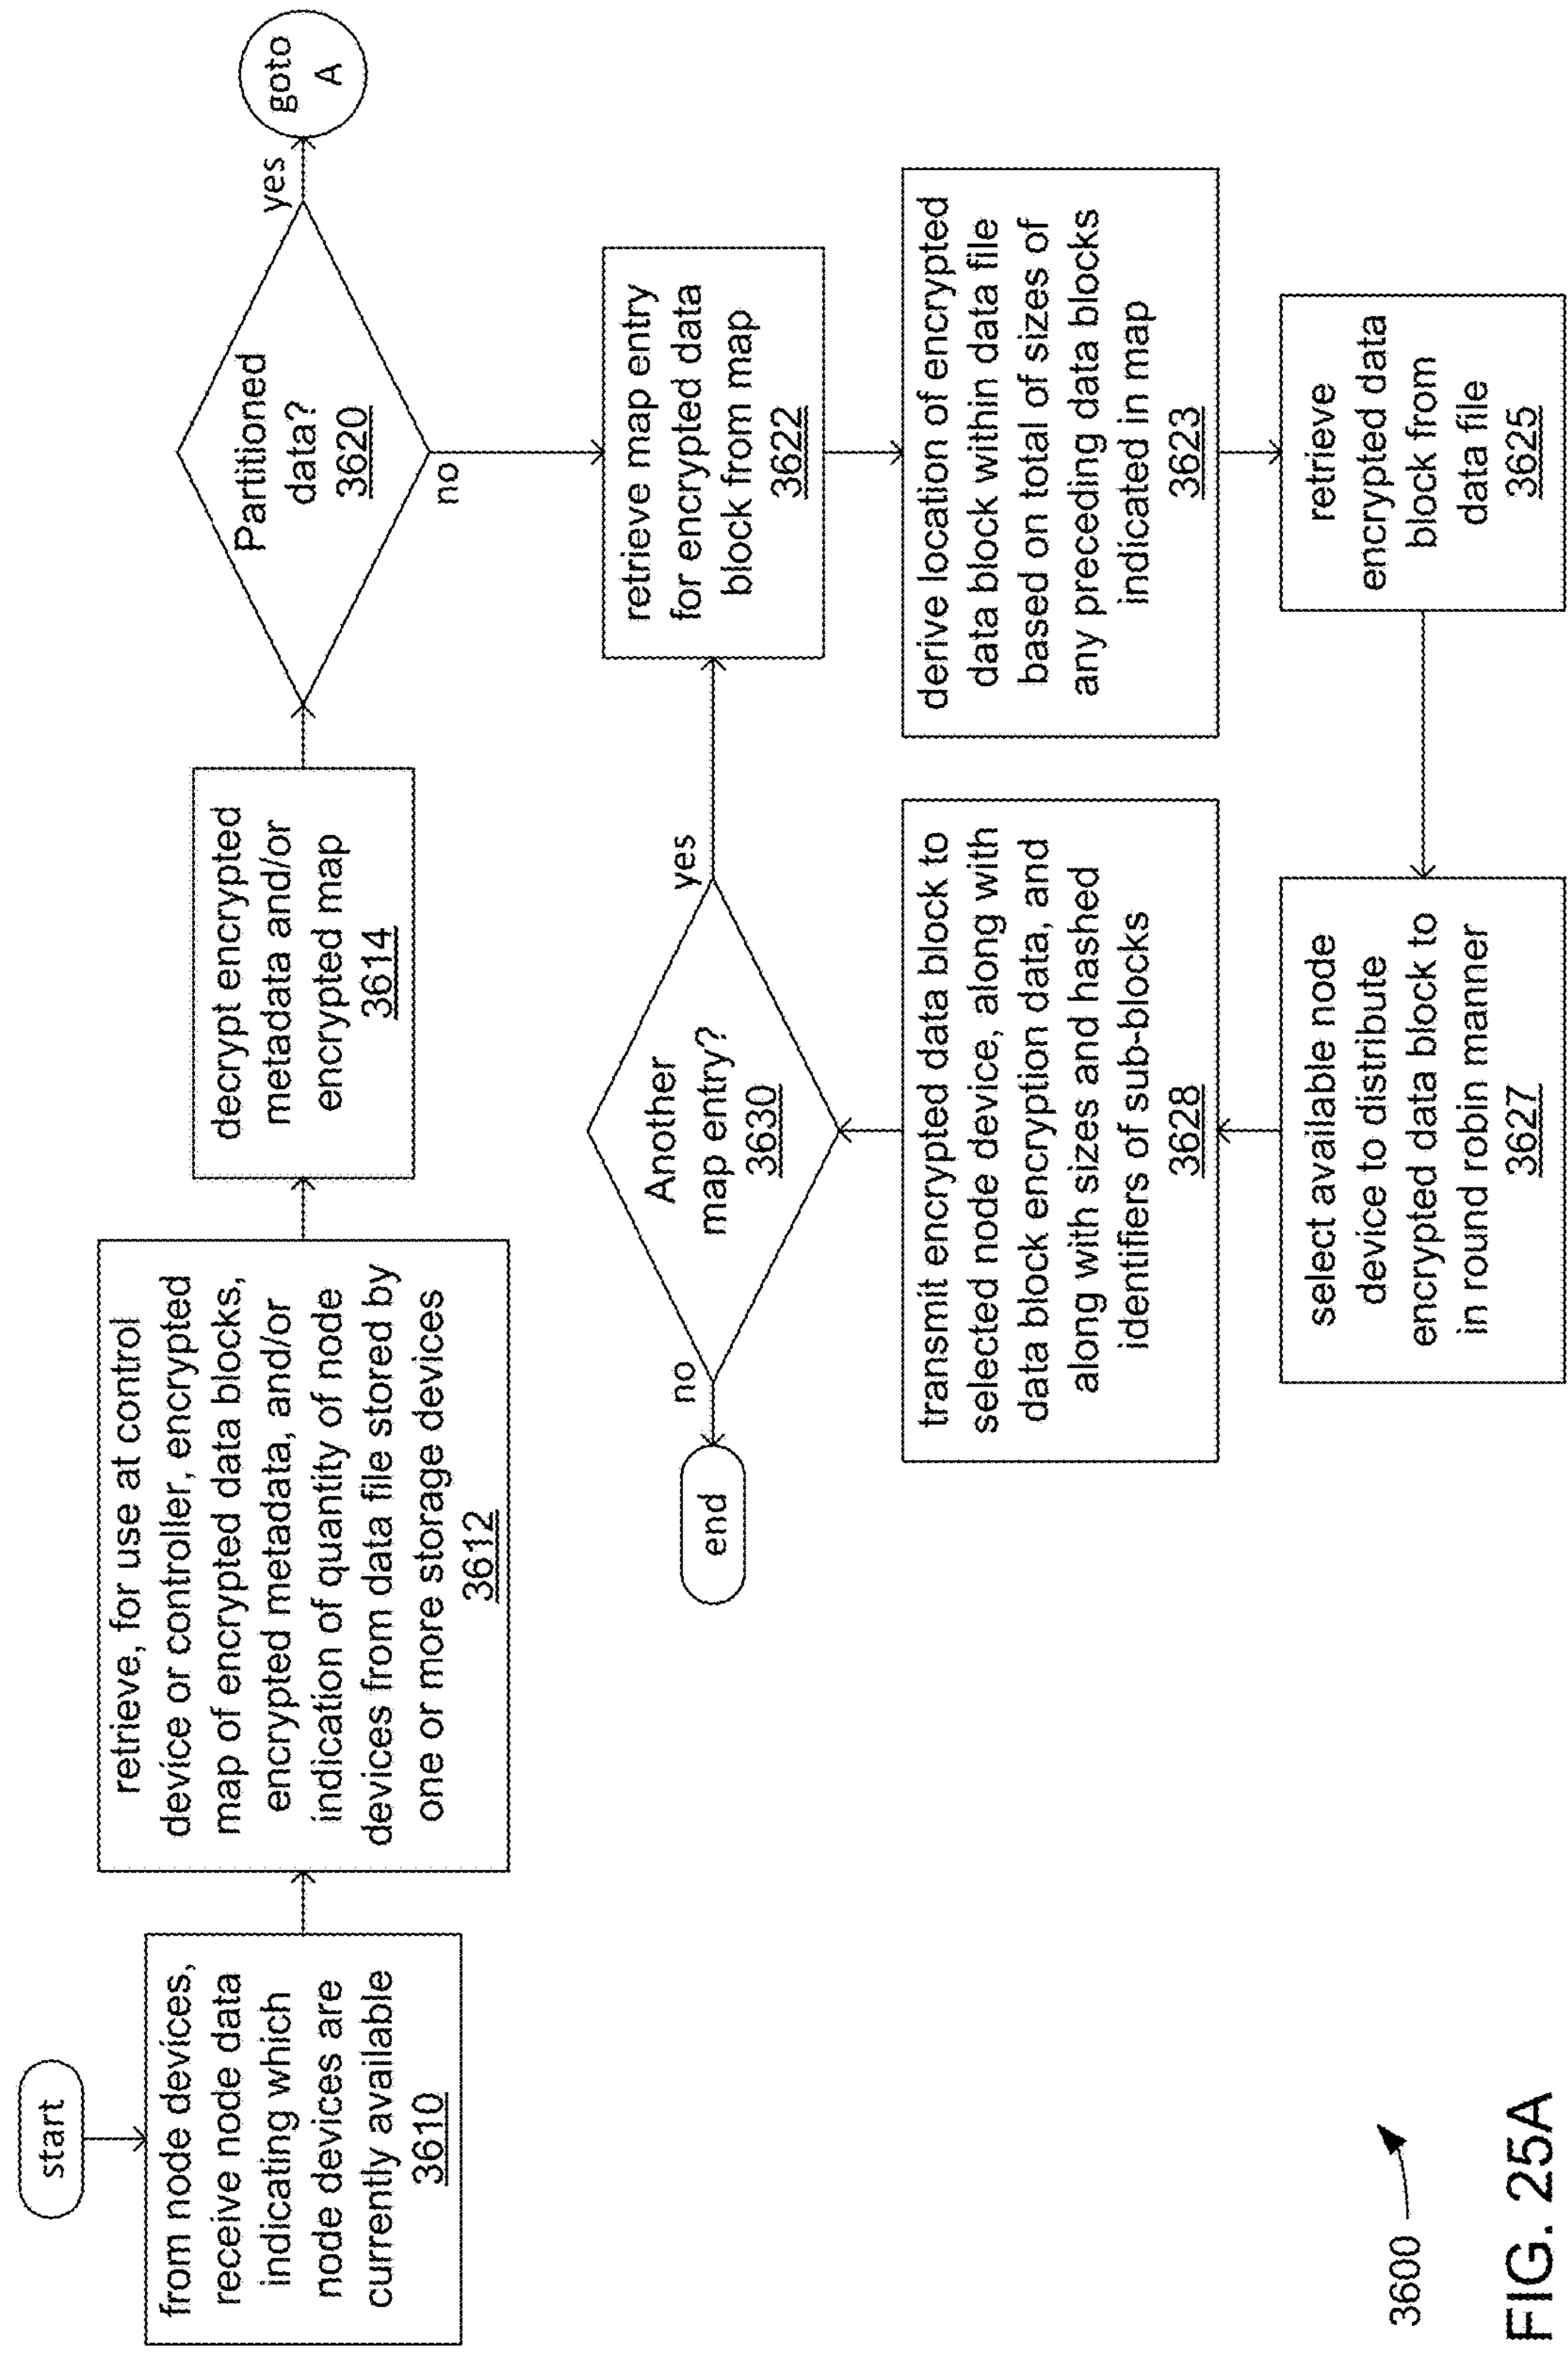 start
from node devices,
receive node data
indicating which
node devices are
currently available
3610
retrieve, for use at control
device or controller, encrypted
map of encrypted data blocks,
encrypted metadata, and/or
indication of quantity of node
devices from data file stored by
one or more storage devices
3612
decrypt encrypted
metadata and/or
encrypted map
3614
Partitioned
data?
3620
yes
goto
A
no
retrieve map entry
for encrypted data
block from map
3622
derive location of encrypted
data block within data file
based on total of sizes of
any preceding data blocks
indicated in map
3623
retrieve
encrypted data
block from
data file
3625
select available node
device to distribute
encrypted data block to
in round robin manner
3627
transmit encrypted data block to
selected node device, along with
data block encryption data, and
along with sizes and hashed
identifiers of sub-blocks
3628
Another
map entry?
3630
yes
no
end
3600
FIG. 25A